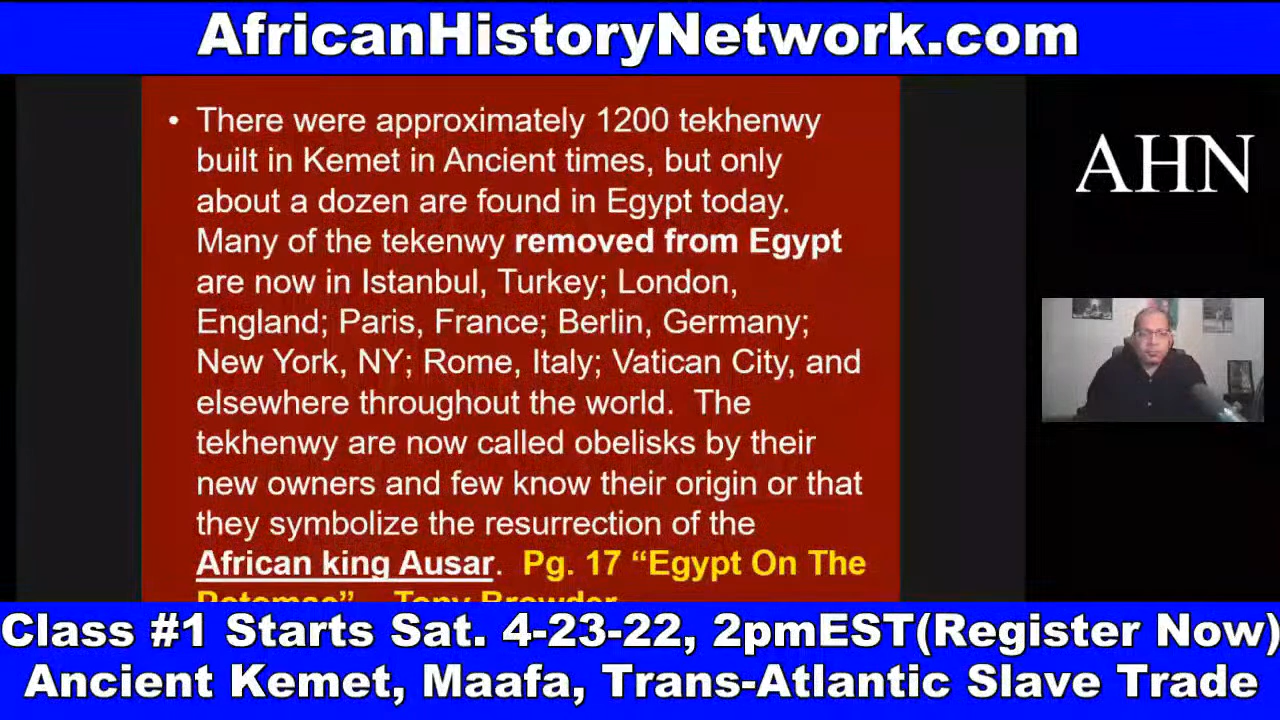 AfricanHistoryNetwork.com
• There were approximately 1200 tekhenwy
built in Kemet in Ancient times, but only
about a dozen are found in Egypt today.
Many of the tekenwy removed from Egypt
are now in Istanbul, Turkey; London,
England; Paris, France; Berlin, Germany;
New York, NY; Rome, Italy; Vatican City, and
elsewhere throughout the world. The
tekhenwy are now called obelisks by their
new owners and few know their origin or that
they symbolize the resurrection of the
African king Ausar. Pg. 17 “Egypt On The
Potomac” – Tony Browder
AHN
Class #1 Starts Sat. 4-23-22, 2pmEST(Register Now)
Ancient Kemet, Maafa, Trans-Atlantic Slave Trade